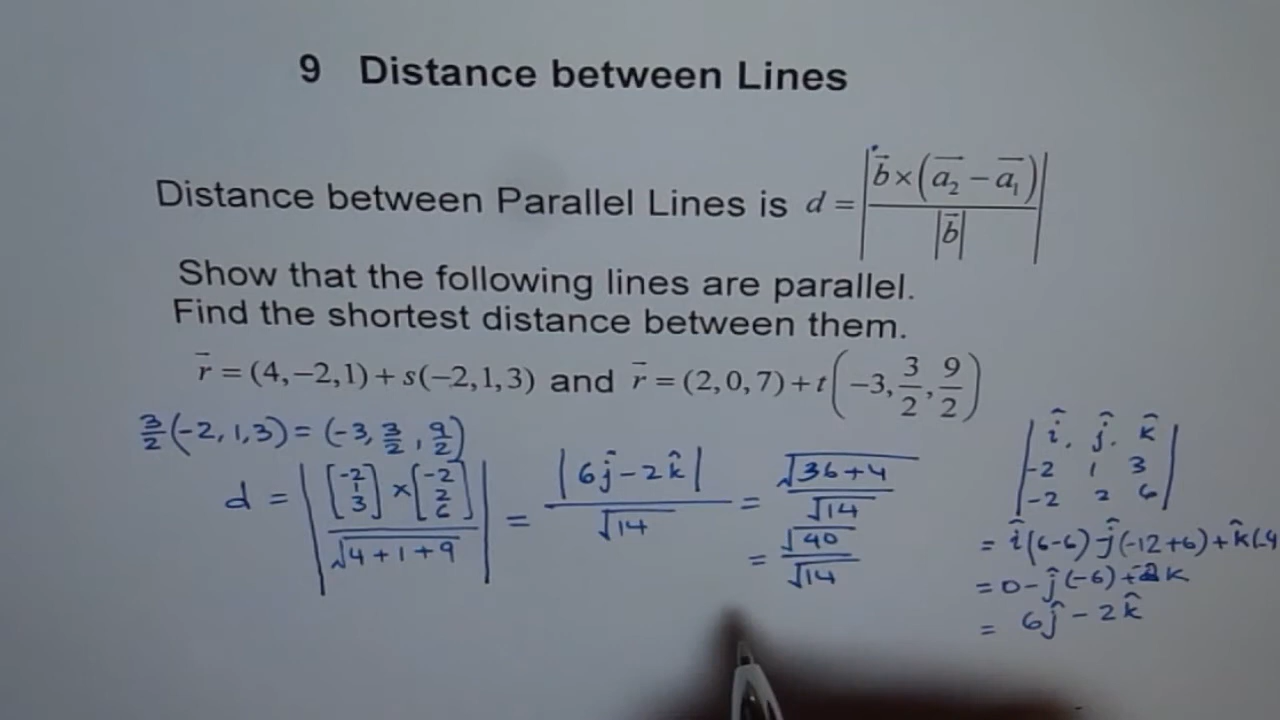 9 Distance between Lines
Distance between Parallel Lines is d = | b⃗ × (a₂⃗ − a₁⃗) / |b⃗| |
Show that the following lines are parallel.
Find the shortest distance between them.
r⃗ = (4,−2,1) + s(−2,1,3) and r⃗ = (2,0,7) + t(−3, 3/2, 9/2)
3/2 (−2, 1, 3) = (−3, 3/2, 9/2)
d = | [−2 1 3] × [−2 2 6] / √4+1+9 | = |6ĵ − 2k̂| / √14 = √36+4 / √14
= √40 / √14
| î. ĵ. k̂ |
| −2 1 3 |
| −2 2 6 |
= î(6−6) − ĵ(−12+6) + k̂(−4
= 0 − ĵ(−6) + −2k
= 6ĵ − 2k̂